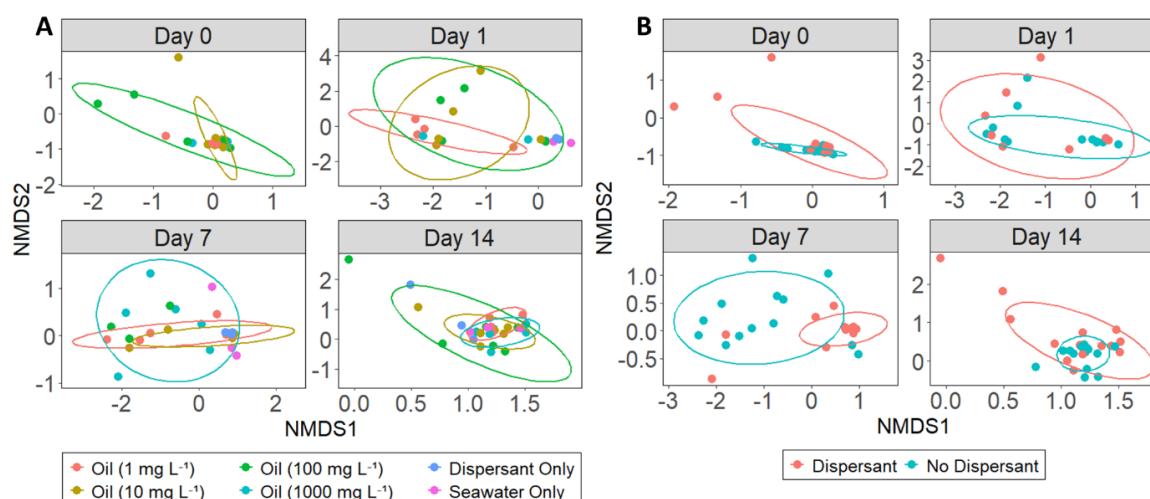 A
Day 0
Day 1
1
0
-1
-2
-2
-1
0
1
4
2
0
-2
-3
-2
-1
0
NMDS2
Day 7
Day 14
1
0
-1
-2
0
2
2
1
0
-1
0.0
0.5
1.0
1.5
NMDS1
Oil (1 mg L⁻¹)
Oil (100 mg L⁻¹)
Dispersant Only
Oil (10 mg L⁻¹)
Oil (1000 mg L⁻¹)
Seawater Only
B
Day 0
Day 1
1
0
-1
-2
-1
0
1
3
2
1
0
-1
-2
-3
-2
-1
0
1
NMDS2
Day 7
Day 14
1.0
0.5
0.0
-0.5
-3
-2
-1
0
1
2
1
0
0.0
0.5
1.0
1.5
NMDS1
Dispersant
No Dispersant